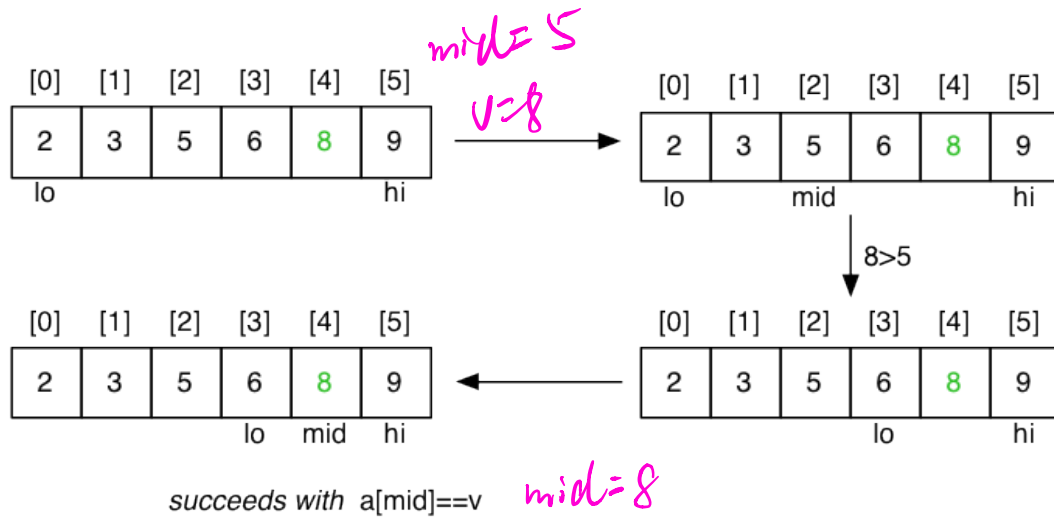 mid=5
v=8
[0] [1] [2] [3] [4] [5]
2 3 5 6 8 9
lo hi
[0] [1] [2] [3] [4] [5]
2 3 5 6 8 9
lo mid hi
8>5
[0] [1] [2] [3] [4] [5]
2 3 5 6 8 9
lo hi
[0] [1] [2] [3] [4] [5]
2 3 5 6 8 9
lo mid hi
succeeds with a[mid]==v
mid=8